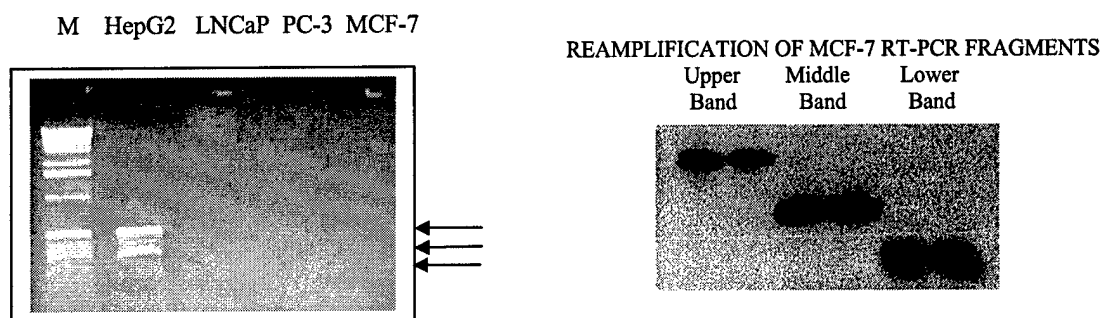 M HepG2 LNCaP PC-3 MCF-7
REAMPLIFICATION OF MCF-7 RT-PCR FRAGMENTS
Upper Middle Lower
Band Band Band